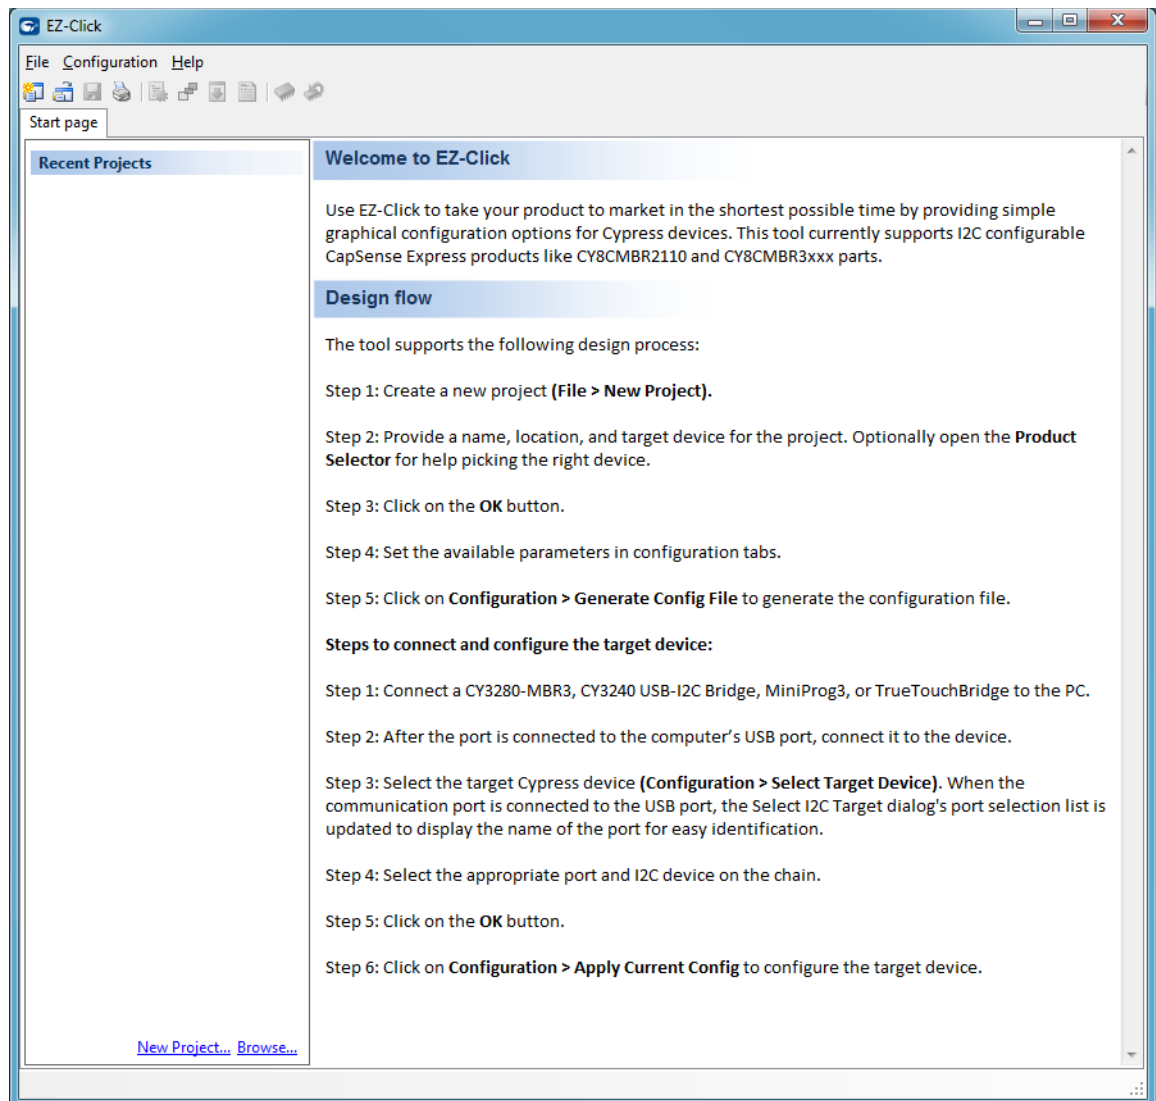 EZ-Click
File Configuration Help
Start page
Recent Projects
New Project... Browse...
Welcome to EZ-Click
Use EZ-Click to take your product to market in the shortest possible time by providing simple
graphical configuration options for Cypress devices. This tool currently supports I2C configurable
CapSense Express products like CY8CMBR2110 and CY8CMBR3xxx parts.
Design flow
The tool supports the following design process:
Step 1: Create a new project (File > New Project).
Step 2: Provide a name, location, and target device for the project. Optionally open the Product
Selector for help picking the right device.
Step 3: Click on the OK button.
Step 4: Set the available parameters in configuration tabs.
Step 5: Click on Configuration > Generate Config File to generate the configuration file.
Steps to connect and configure the target device:
Step 1: Connect a CY3280-MBR3, CY3240 USB-I2C Bridge, MiniProg3, or TrueTouchBridge to the PC.
Step 2: After the port is connected to the computer’s USB port, connect it to the device.
Step 3: Select the target Cypress device (Configuration > Select Target Device). When the
communication port is connected to the USB port, the Select I2C Target dialog's port selection list is
updated to display the name of the port for easy identification.
Step 4: Select the appropriate port and I2C device on the chain.
Step 5: Click on the OK button.
Step 6: Click on Configuration > Apply Current Config to configure the target device.